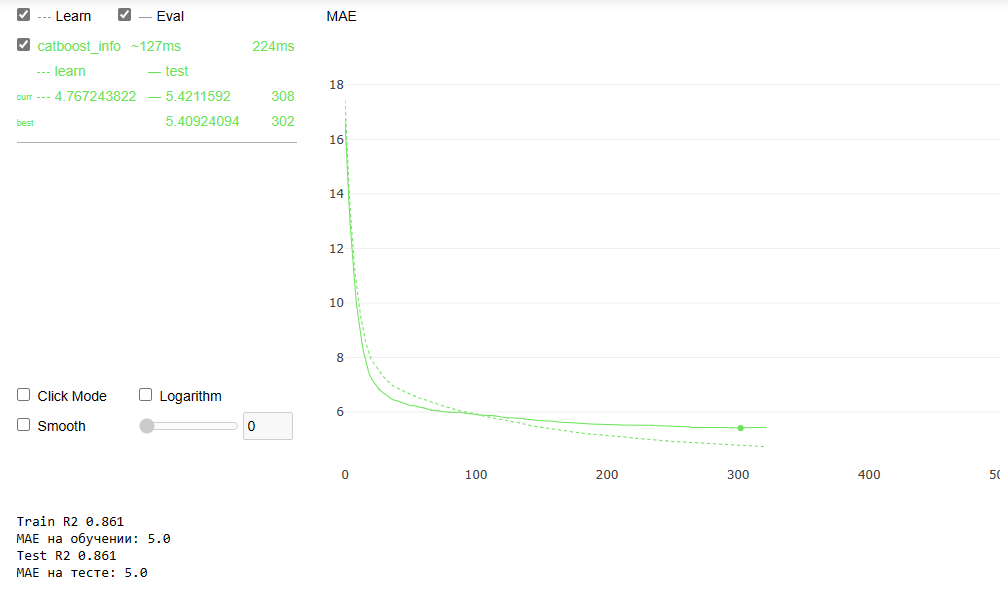 --- Learn — Eval
MAE
catboost_info ~127ms 224ms
--- learn — test
curr --- 4.767243822 — 5.4211592 308
best 5.40924094 302
18
16
14
12
10
8
6
0 100 200 300 400 50
Click Mode Logarithm
Smooth 0
Train R2 0.861
MAE на обучении: 5.0
Test R2 0.861
MAE на тесте: 5.0